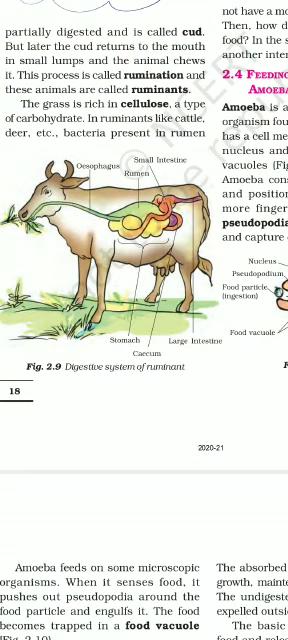 partially digested and is called cud.
But later the cud returns to the mouth
in small lumps and the animal chews
it. This process is called rumination and
these animals are called ruminants.
The grass is rich in cellulose, a type
of carbohydrate. In ruminants like cattle,
deer, etc., bacteria present in rumen
Oesophagus
Small Intestine
Rumen
Stomach
Large Intestine
Caecum
Fig. 2.9 Digestive system of ruminant
18
not have a mo
Then, how d
food? In the s
another inter
2.4 FEEDING
AMOEBA
Amoeba is a
organism fou
has a cell me
nucleus and
vacuoles (Fig
Amoeba cons
and position
more finger
pseudopodia
and capture
Nucleus
Pseudopodium
Food particle
(ingestion)
Food vacuole
F
2020-21
Amoeba feeds on some microscopic
organisms. When it senses food, it
pushes out pseudopodia around the
food particle and engulfs it. The food
becomes trapped in a food vacuole
[Fig. 2.10]
The absorbed
growth, mainte
The undigeste
expelled outsid
The basic
food and relea